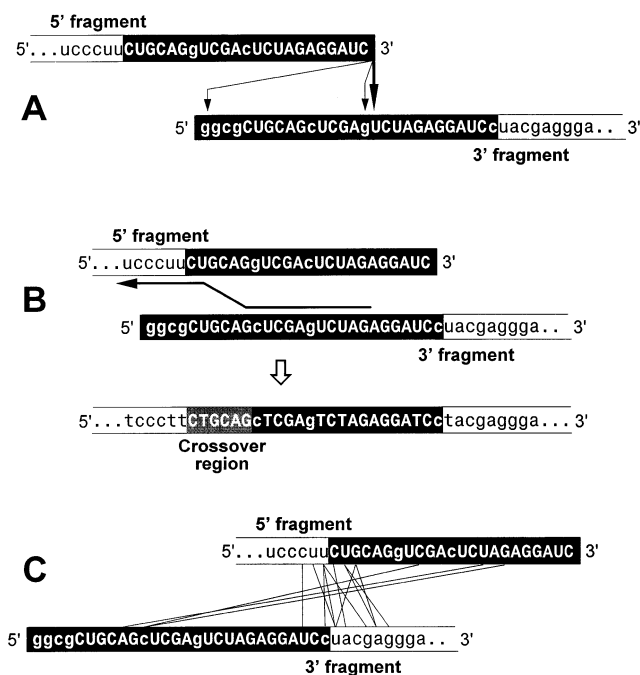 5' fragment
5'...ucccuuCUGCAGgUCGAcUCUAGAGGAUC 3'
A
5' ggcgCUGCAGcUCGAgUCUAGAGGAUCcuacgaggga.. 3'
3' fragment
5' fragment
5'...ucccuuCUGCAGgUCGAcUCUAGAGGAUC 3'
B
5' ggcgCUGCAGcUCGAgUCUAGAGGAUCcuacgaggga.. 3'
3' fragment
5'...tcccttCTGCAGcTCGAgTCTAGAGGATCctacgaggga... 3'
Crossover
region
5' fragment
C
5'...ucccuuCUGCAGgUCGAcUCUAGAGGAUC 3'
5' ggcgCUGCAGcUCGAgUCUAGAGGAUCcuacgaggga.. 3'
3' fragment